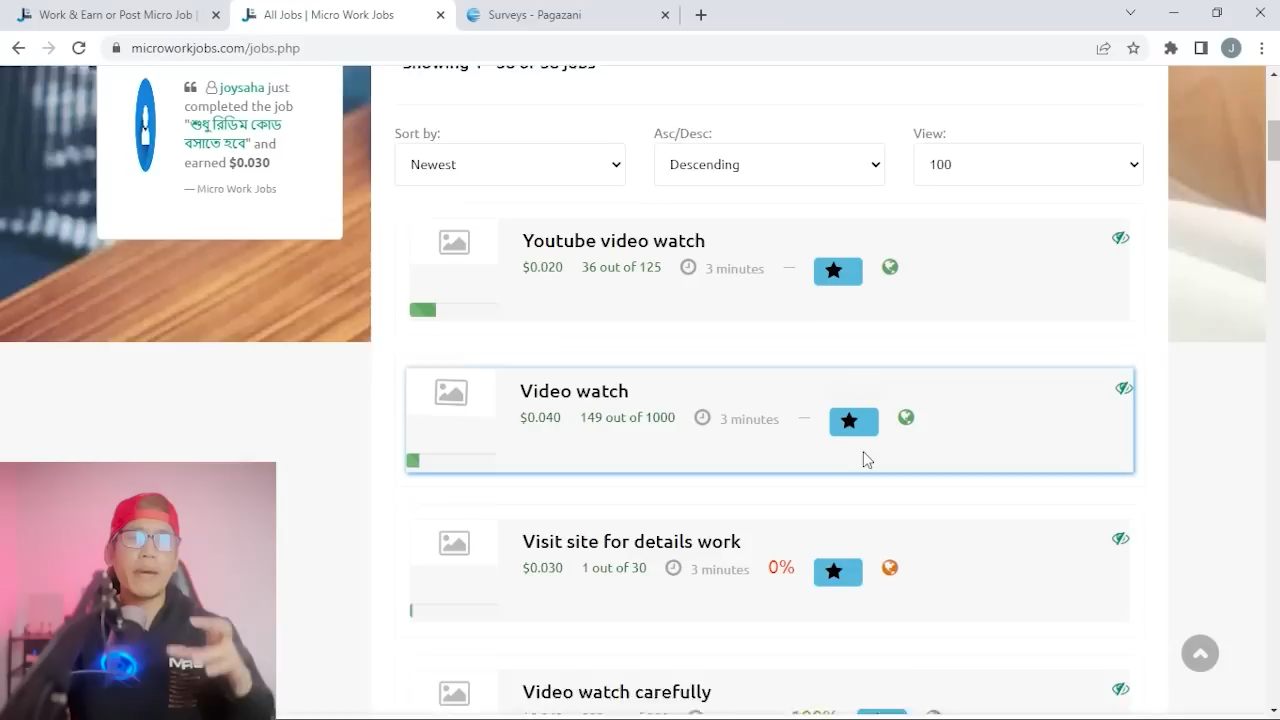 Work & Earn or Post Micro Job |
All Jobs | Micro Work Jobs
Surveys - Pagazani
microworkjobs.com/jobs.php
J
joysaha just
completed the job
"শুধু রিডিম কোড
বসাতে হবে" and
earned $0.030
— Micro Work Jobs
Sort by:
Newest
Asc/Desc:
Descending
View:
100
Youtube video watch
$0.020 36 out of 125 3 minutes —
Video watch
$0.040 149 out of 1000 3 minutes —
Visit site for details work
$0.030 1 out of 30 3 minutes 0%
Video watch carefully